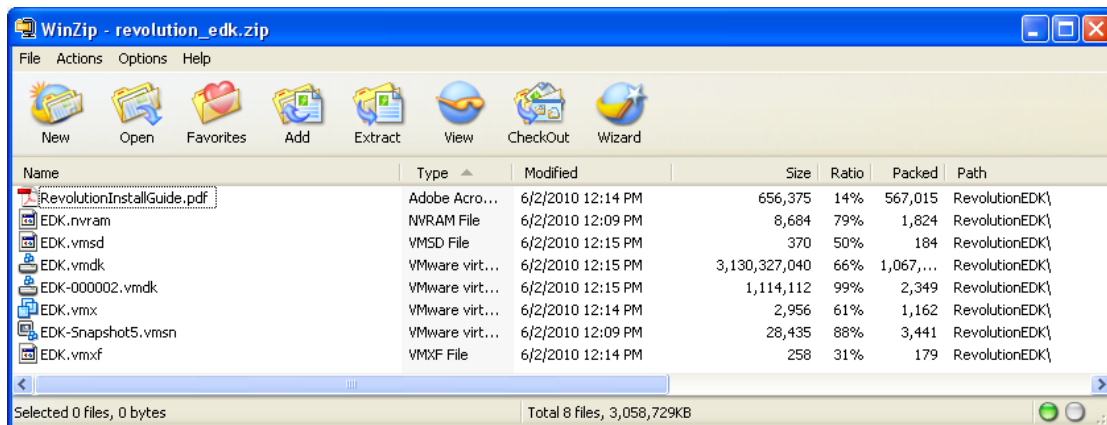 WinZip - revolution_edk.zip
File Actions Options Help
New Open Favorites Add Extract View CheckOut Wizard
Name Type Modified Size Ratio Packed Path
RevolutionInstallGuide.pdf Adobe Acro... 6/2/2010 12:14 PM 656,375 14% 567,015 RevolutionEDK\
EDK.nvram NVRAM File 6/2/2010 12:09 PM 8,684 79% 1,824 RevolutionEDK\
EDK.vmsd VMSD File 6/2/2010 12:15 PM 370 50% 184 RevolutionEDK\
EDK.vmdk VMware virt... 6/2/2010 12:15 PM 3,130,327,040 66% 1,067,... RevolutionEDK\
EDK-000002.vmdk VMware virt... 6/2/2010 12:15 PM 1,114,112 99% 2,349 RevolutionEDK\
EDK.vmx VMware virt... 6/2/2010 12:14 PM 2,956 61% 1,162 RevolutionEDK\
EDK-Snapshot5.vmsn VMware virt... 6/2/2010 12:09 PM 28,435 88% 3,441 RevolutionEDK\
EDK.vmxf VMXF File 6/2/2010 12:14 PM 258 31% 179 RevolutionEDK\
Selected 0 files, 0 bytes Total 8 files, 3,058,729KB